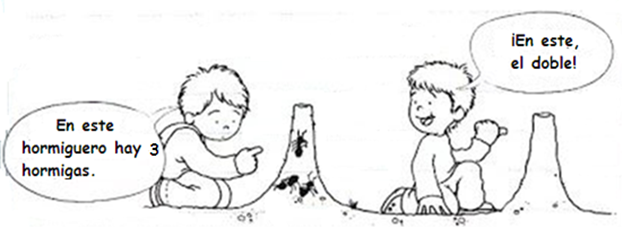 En este
hormiguero hay 3
hormigas.
¡En este,
el doble!